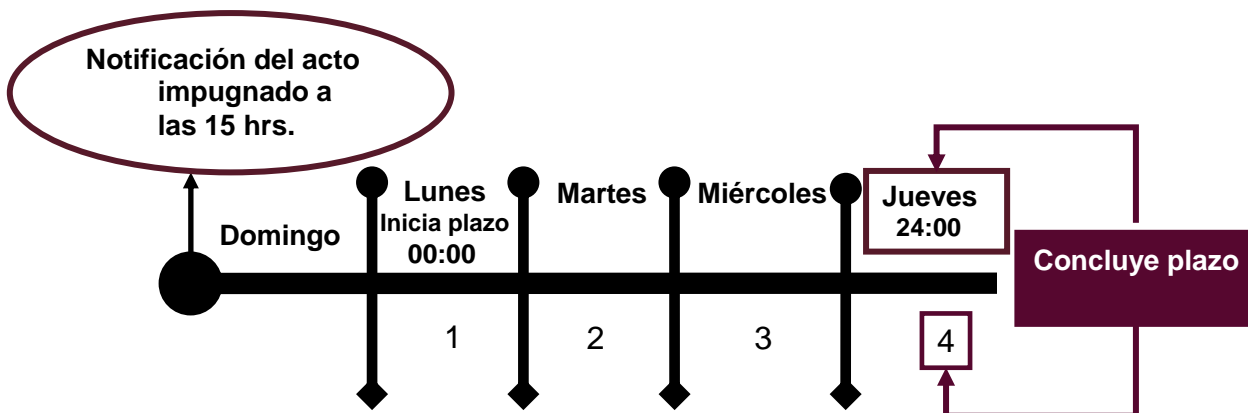 Notificación del acto
impugnado a
las 15 hrs.
Domingo
Lunes
Inicia plazo
00:00
Martes
Miércoles
Jueves
24:00
Concluye plazo
1
2
3
4